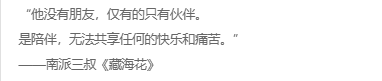 “他没有朋友，仅有的只有伙伴。
是陪伴，无法共享任何的快乐和痛苦。”
——南派三叔《藏海花》